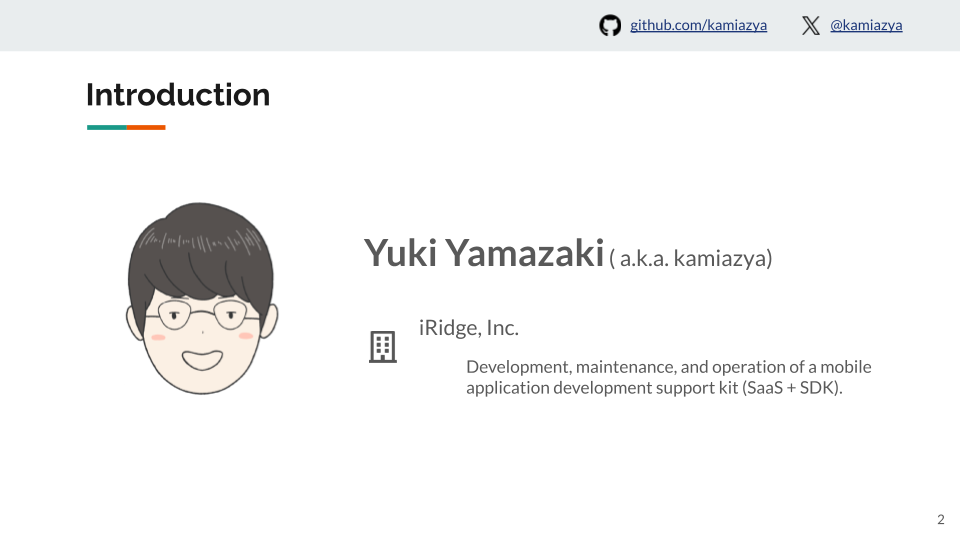 github.com/kamiazya
@kamiazya
Introduction
Yuki Yamazaki ( a.k.a. kamiazya)
iRidge, Inc.
Development, maintenance, and operation of a mobile
application development support kit (SaaS + SDK).
2